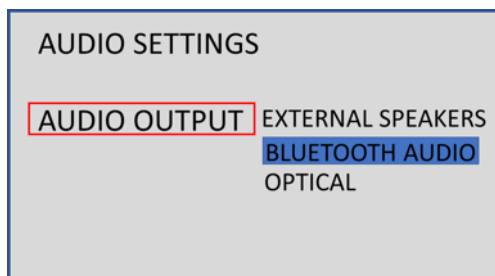 AUDIO SETTINGS
AUDIO OUTPUT EXTERNAL SPEAKERS
BLUETOOTH AUDIO
OPTICAL